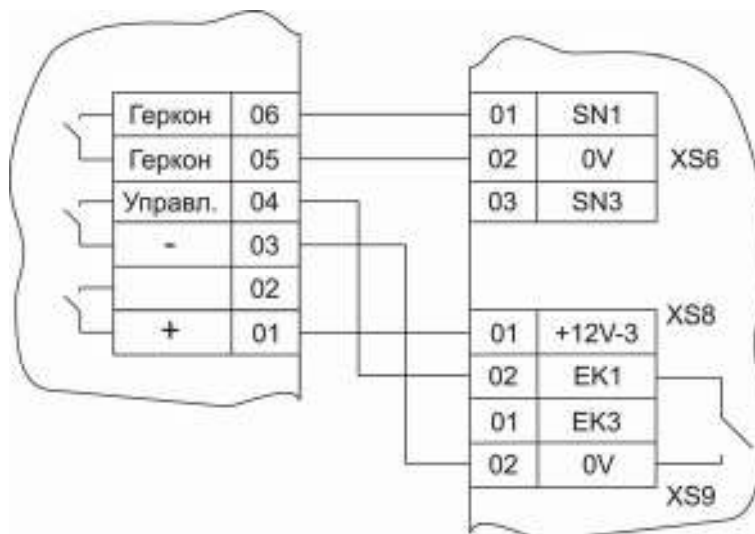 Геркон 06
Геркон 05
Управл. 04
- 03
02
+ 01
01 SN1
02 0V
03 SN3
XS6
XS8
01 +12V-3
02 EK1
01 EK3
02 0V
XS9